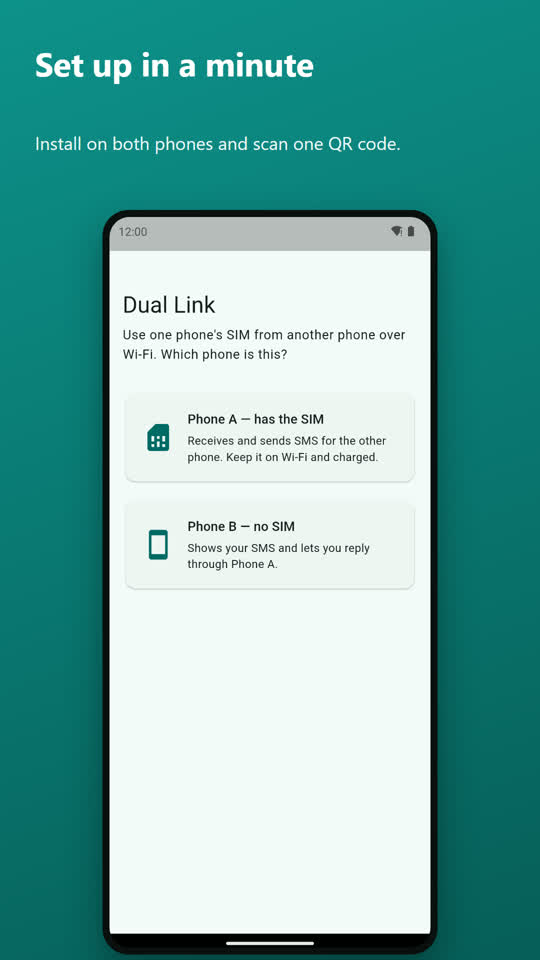 Set up in a minute
Install on both phones and scan one QR code.
12:00
Dual Link
Use one phone's SIM from another phone over
Wi-Fi. Which phone is this?
Phone A — has the SIM
Receives and sends SMS for the other
phone. Keep it on Wi-Fi and charged.
Phone B — no SIM
Shows your SMS and lets you reply
through Phone A.